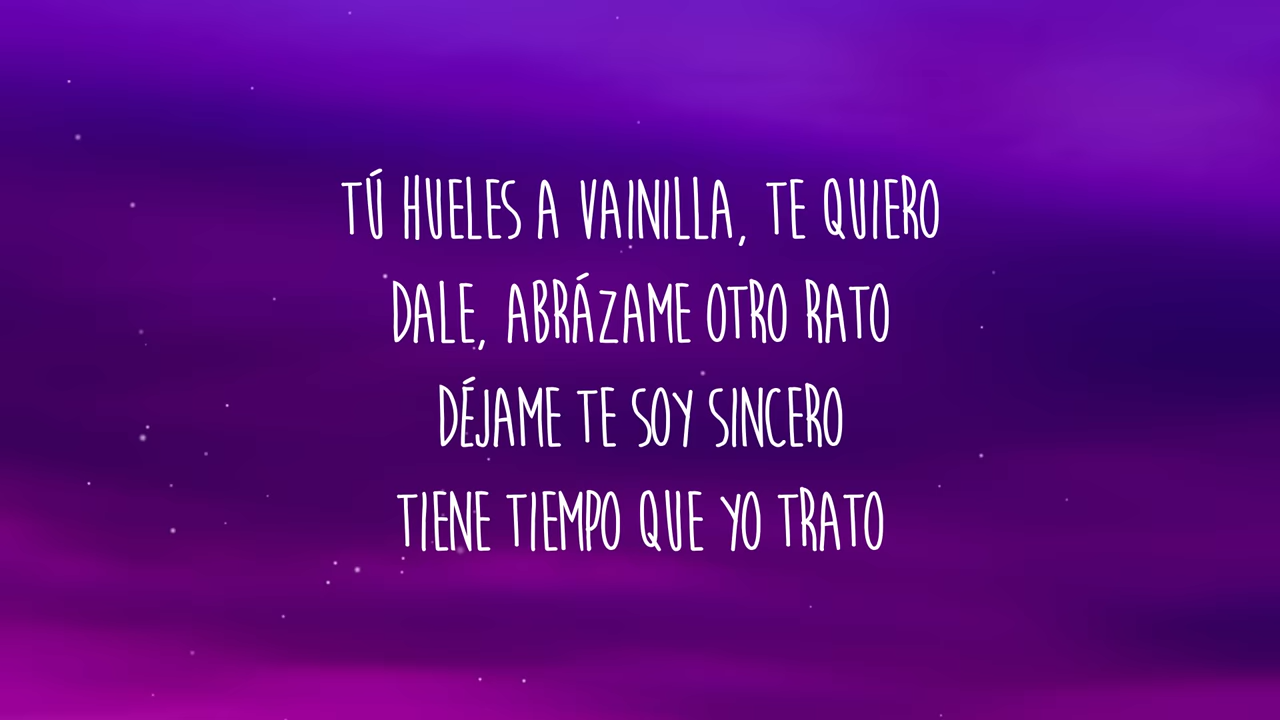 TÚ HUELES A VAINILLA, TE QUIERO
DALE, ABRÁZAME OTRO RATO
DÉJAME TE SOY SINCERO
TIENE TIEMPO QUE YO TRATO